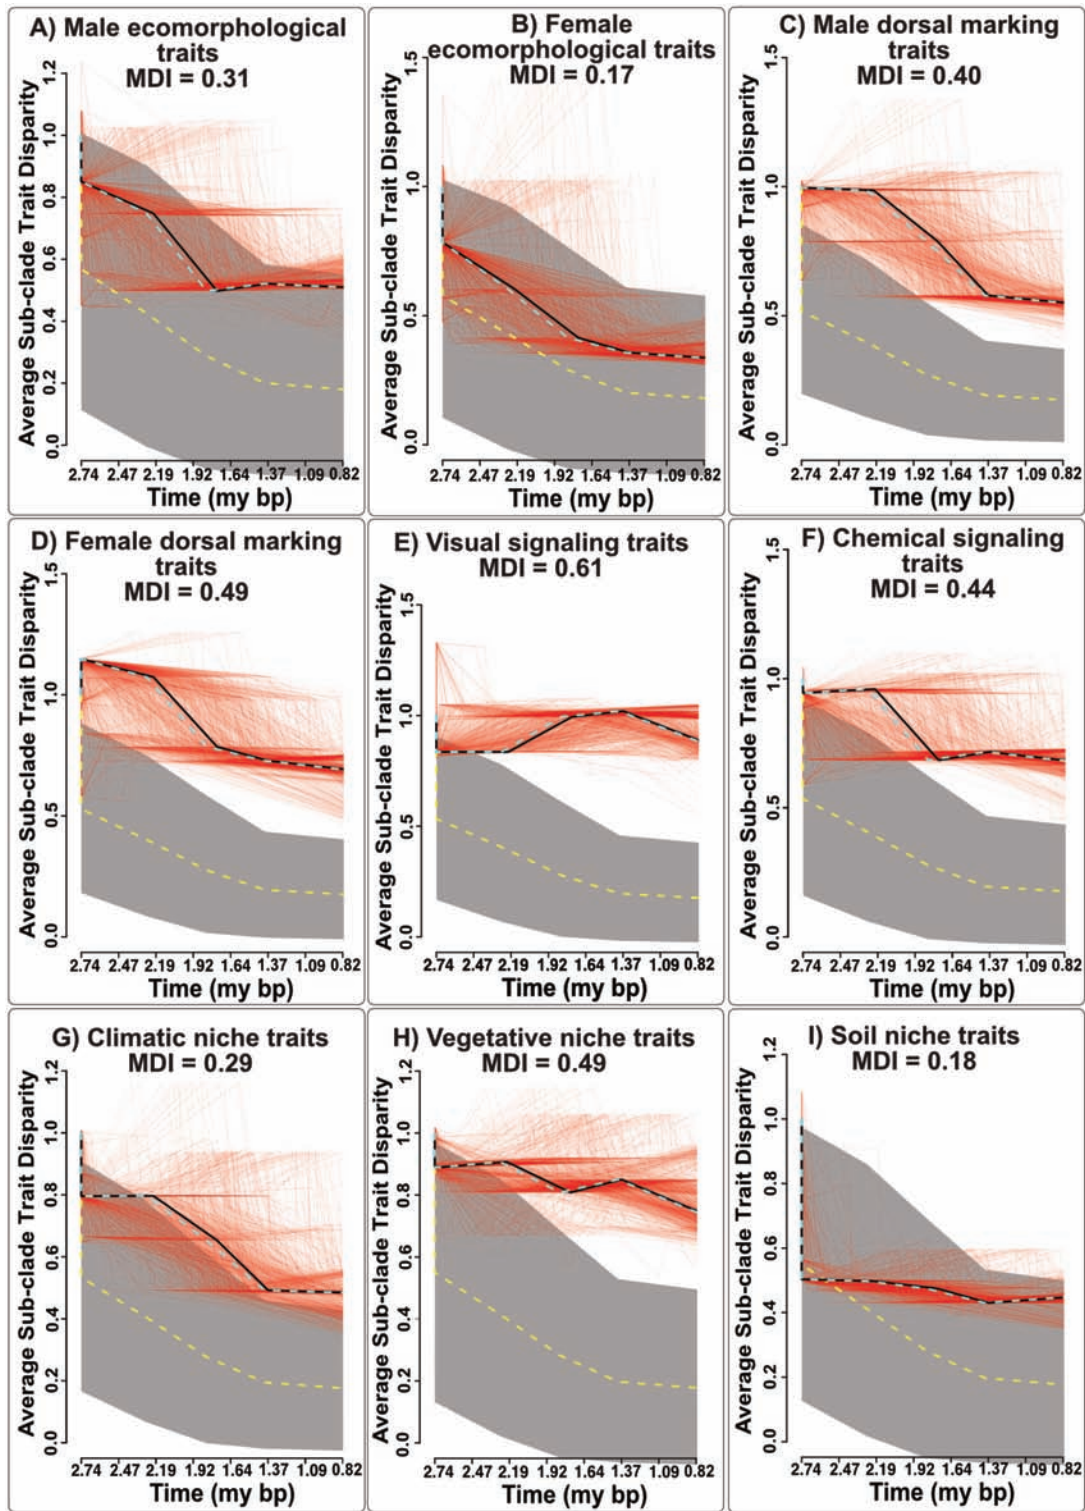 A) Male ecomorphological
traits
MDI = 0.31
Average Sub-clade Trait Disparity
0.0 0.2 0.4 0.6 0.8 1.0 1.2
2.74 2.47 2.19 1.92 1.64 1.37 1.09 0.82
Time (my bp)
B) Female
ecomorphological traits
MDI = 0.17
Average Sub-clade Trait Disparity
0.0 0.5 1.0 1.5
2.74 2.47 2.19 1.92 1.64 1.37 1.09 0.82
Time (my bp)
C) Male dorsal marking
traits
MDI = 0.40
Average Sub-clade Trait Disparity
0.0 0.5 1.0 1.5
2.74 2.47 2.19 1.92 1.64 1.37 1.09 0.82
Time (my bp)
D) Female dorsal marking
traits
MDI = 0.49
Average Sub-clade Trait Disparity
0.0 0.5 1.0 1.5
2.74 2.47 2.19 1.92 1.64 1.37 1.09 0.82
Time (my bp)
E) Visual signaling traits
MDI = 0.61
Average Sub-clade Trait Disparity
0.0 0.5 1.0 1.5
2.74 2.47 2.19 1.92 1.64 1.37 1.09 0.82
Time (my bp)
F) Chemical signaling
traits
MDI = 0.44
Average Sub-clade Trait Disparity
0.0 0.5 1.0 1.5
2.74 2.47 2.19 1.92 1.64 1.37 1.09 0.82
Time (my bp)
G) Climatic niche traits
MDI = 0.29
Average Sub-clade Trait Disparity
0.0 0.2 0.4 0.6 0.8 1.0 1.2
2.74 2.47 2.19 1.92 1.64 1.37 1.09 0.82
Time (my bp)
H) Vegetative niche traits
MDI = 0.49
Average Sub-clade Trait Disparity
0.0 0.2 0.4 0.6 0.8 1.0 1.2
2.74 2.47 2.19 1.92 1.64 1.37 1.09 0.82
Time (my bp)
I) Soil niche traits
MDI = 0.18
Average Sub-clade Trait Disparity
0.0 0.2 0.4 0.6 0.8 1.0 1.2
2.74 2.47 2.19 1.92 1.64 1.37 1.09 0.82
Time (my bp)